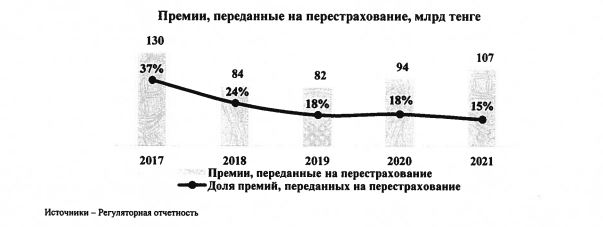 Премии, переданные на перестрахование, млрд тенге
130
84
82
94
107
37%
24%
18%
18%
15%
2017 2018 2019 2020 2021
Премии, переданные на перестрахование
Доля премий, переданных на перестрахование
Источники – Регуляторная отчетность